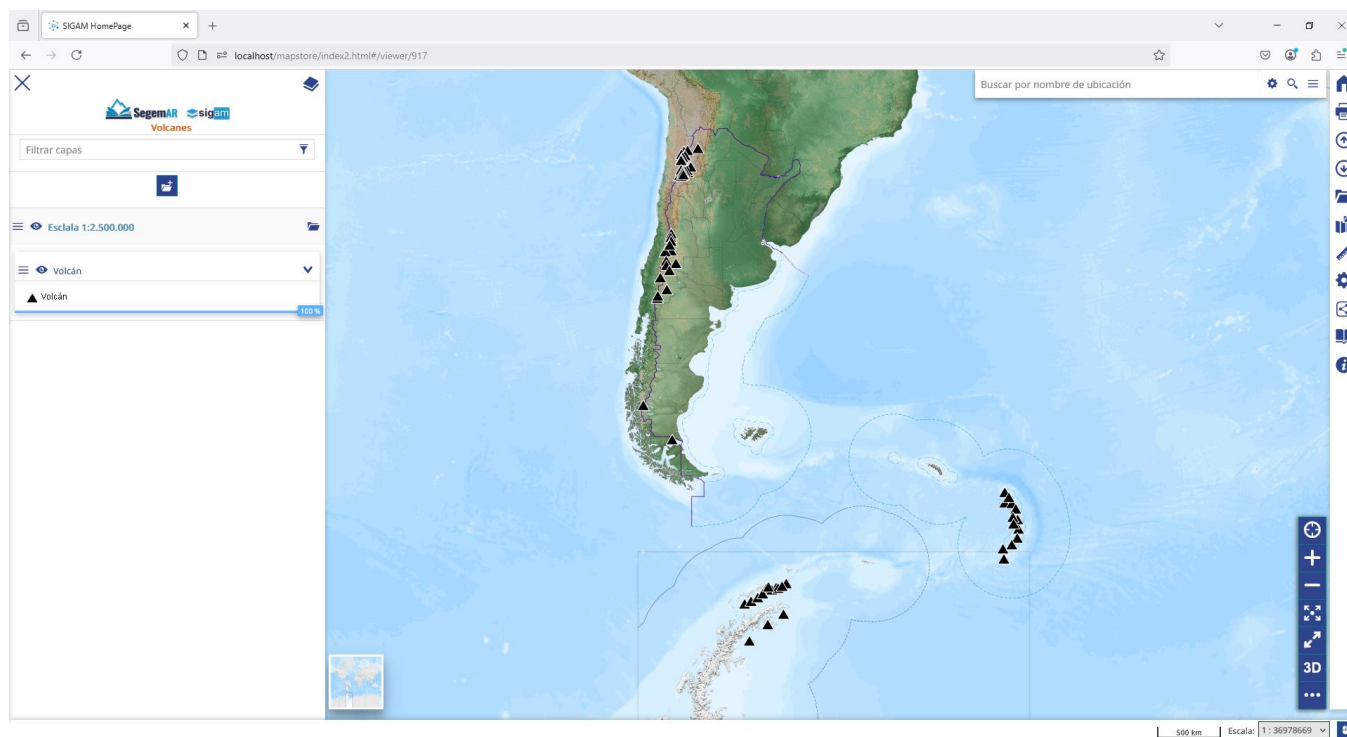 SIGAM HomePage
localhost/mapstore/index2.html#/viewer/917
SegemAR sigam
Volcanes
Filtrar capas
Esclala 1:2.500.000
Volcán
Volcán
100 %
Buscar por nombre de ubicación
3D
500 km Escala: 1 : 36978669